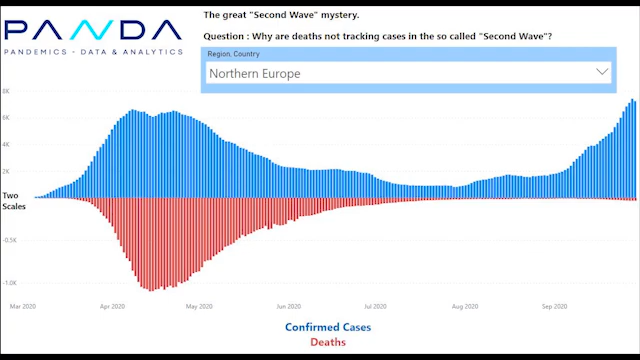 PANDA
PANDEMICS - DATA & ANALYTICS
The great "Second Wave" mystery.
Question : Why are deaths not tracking cases in the so called "Second Wave"?
Region, Country
Northern Europe
8K
6K
4K
2K
Two
Scales
-0.5K
-1.0K
Mar 2020 Apr 2020 May 2020 Jun 2020 Jul 2020 Aug 2020 Sep 2020
Confirmed Cases
Deaths